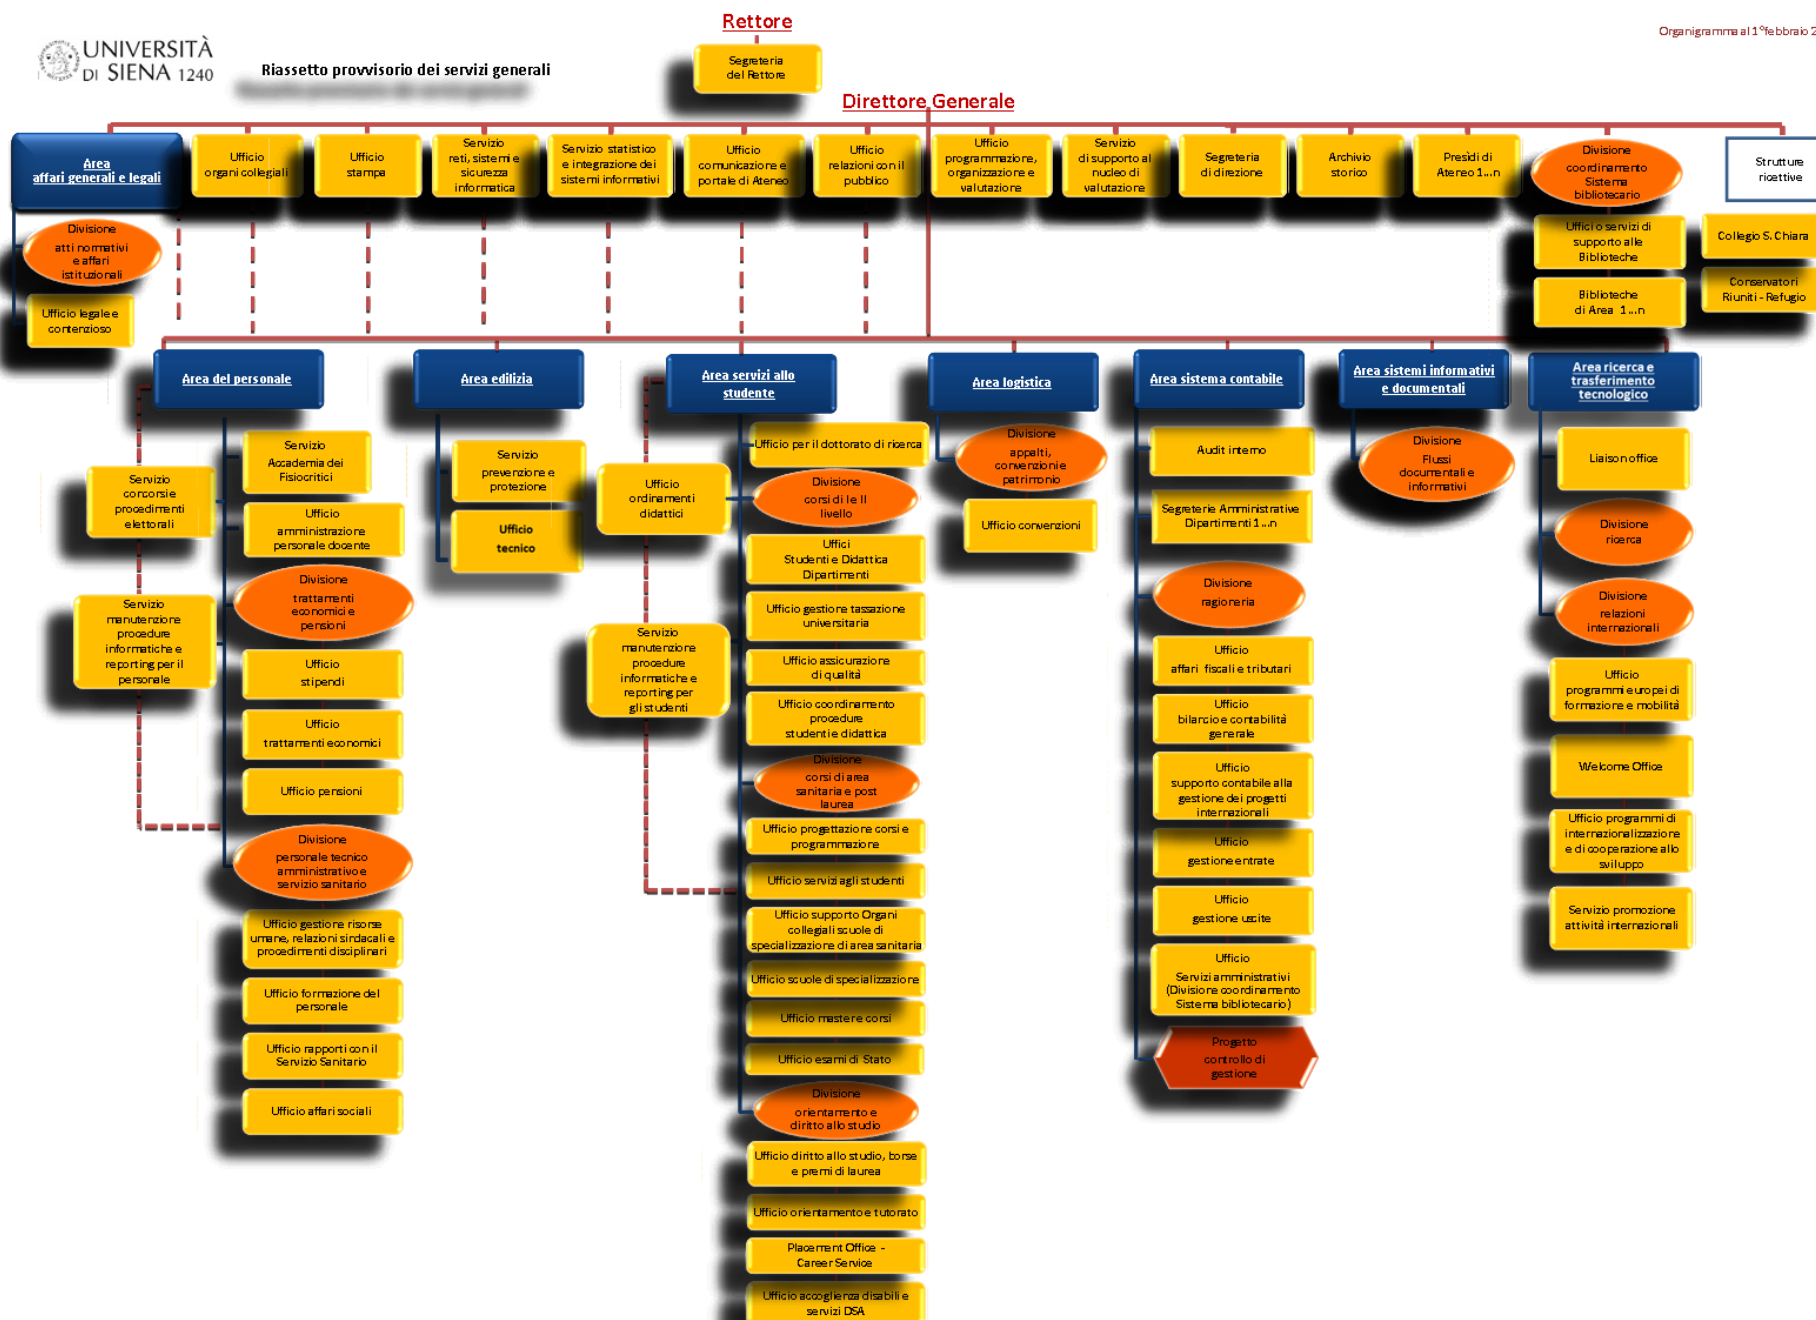 Rettore
Organigramma al 1° febbraio 2
UNIVERSITÀ
DI SIENA 1240
Riassetto provvisorio dei servizi generali
Segreteria
del Rettore
Direttore Generale
Area
affari generali e legali
Ufficio
organi collegiali
Ufficio
stampa
Servizio
reti, sistemi e
sicurezza
informatica
Servizio statistico
e integrazione dei
sistemi informativi
Ufficio
comunicazione e
portale di Ateneo
Ufficio
relazioni con il
pubblico
Ufficio
programmazione,
organizzazione e
valutazione
Servizio
di supporto al
nucleo di
valutazione
Segreteria
di direzione
Archivio
storico
Presìdi di
Ateneo 1...n
Divisione
coordinamento
Sistema
bibliotecario
Strutture
ricettive
Divisione
atti normativi
e affari
istituzionali
Ufficio legale e
contenzioso
Uffici o servizi di
supporto alle
Biblioteche
Biblioteche
di Area 1...n
Collegio S. Chiara
Conservatori
Riuniti - Refugio
Area del personale
Area edilizia
Area servizi allo
studente
Area logistica
Area sistema contabile
Area sistemi informativi
e documentali
Area ricerca e
trasferimento
tecnologico
Servizio
concorsi e
procedimenti
elettorali
Servizio
manutenzione
procedure
informatiche e
reporting per il
personale
Servizio
Accademia dei
Fisiocritici
Ufficio
amministrazione
personale docente
Divisione
trattamenti
economici e
pensioni
Ufficio
stipendi
Ufficio
trattamenti economici
Ufficio pensioni
Divisione
personale tecnico
amministrativo e
servizio sanitario
Ufficio gestione risorse
umane, relazioni sindacali e
procedimenti disciplinari
Ufficio formazione del
personale
Ufficio rapporti con il
Servizio Sanitario
Ufficio affari sociali
Servizio
prevenzione e
protezione
Ufficio
tecnico
Ufficio
ordinamenti
didattici
Servizio
manutenzione
procedure
informatiche e
reporting per
gli studenti
Ufficio per il dottorato di ricerca
Divisione
corsi di I e II
livello
Uffici
Studenti e Didattica
Dipartimenti
Ufficio gestione tassazione
universitaria
Ufficio assicurazione
di qualità
Ufficio coordinamento
procedure
studenti e didattica
Divisione
corsi di area
sanitaria e post
laurea
Ufficio progettazione corsi e
programmazione
Ufficio servizi agli studenti
Ufficio supporto Organi
collegiali scuole di
specializzazione di area sanitaria
Ufficio scuole di specializzazione
Ufficio master e corsi
Ufficio esami di Stato
Divisione
orientamento e
diritto allo studio
Ufficio diritto allo studio, borse
e premi di laurea
Ufficio orientamento e tutorato
Placement Office -
Career Service
Ufficio accoglienza disabili e
servizi DSA
Divisione
appalti,
convenzioni e
patrimonio
Ufficio convenzioni
Audit interno
Segreterie Amministrative
Dipartimenti 1...n
Divisione
ragioneria
Ufficio
affari fiscali e tributari
Ufficio
bilancio e contabilità
generale
Ufficio
supporto contabile alla
gestione dei progetti
internazionali
Ufficio
gestione entrate
Ufficio
gestione uscite
Ufficio
Servizi amministrativi
(Divisione coordinamento
Sistema bibliotecario)
Progetto
controllo di
gestione
Divisione
Flussi
documentali e
informativi
Liaison office
Divisione
ricerca
Divisione
relazioni
internazionali
Ufficio
programmi europei di
formazione e mobilità
Welcome Office
Ufficio programmi di
internazionalizzazione
e di cooperazione allo
sviluppo
Servizio promozione
attività internazionali